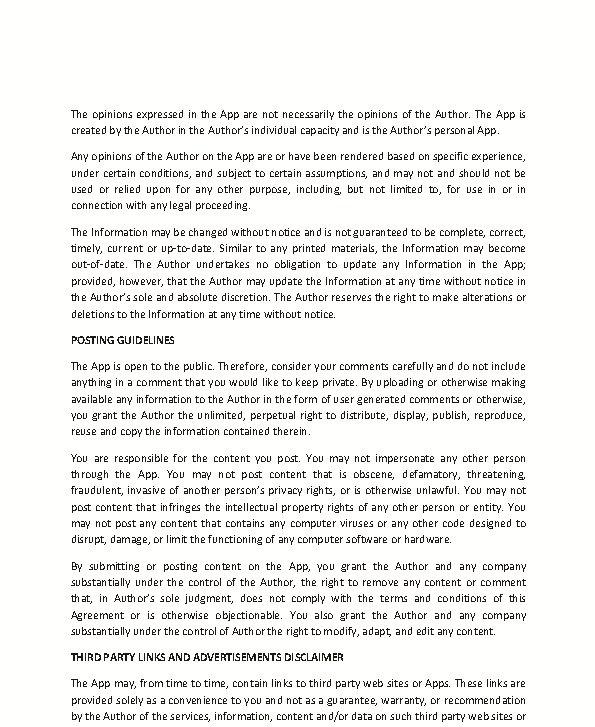 The opinions expressed in the App are not necessarily the opinions of the Author. The App is
created by the Author in the Author's individual capacity and is the Author's personal App.
Any opinions of the Author on the App are or have been rendered based on specific experience,
under certain conditions, and subject to certain assumptions, and may not and should not be
used or relied upon for any other purpose, including, but not limited to, for use in or in
connection with any legal proceeding.
The Information may be changed without notice and is not guaranteed to be complete, correct,
timely, current or up-to-date. Similar to any printed materials, the Information may become
out-of-date. The Author undertakes no obligation to update any Information in the App;
provided, however, that the Author may update the Information at any time without notice in
the Author's sole and absolute discretion. The Author reserves the right to make alterations or
deletions to the Information at any time without notice.
POSTING GUIDELINES
The App is open to the public. Therefore, consider your comments carefully and do not include
anything in a comment that you would like to keep private. By uploading or otherwise making
available any information to the Author in the form of user generated comments or otherwise,
you grant the Author the unlimited, perpetual right to distribute, display, publish, reproduce,
reuse and copy the information contained therein.
You are responsible for the content you post. You may not impersonate any other person
through the App. You may not post content that is obscene, defamatory, threatening,
fraudulent, invasive of another person's privacy rights, or is otherwise unlawful. You may not
post content that infringes the intellectual property rights of any other person or entity. You
may not post any content that contains any computer viruses or any other code designed to
disrupt, damage, or limit the functioning of any computer software or hardware.
By submitting or posting content on the App, you grant the Author and any company
substantially under the control of the Author, the right to remove any content or comment
that, in Author's sole judgment, does not comply with the terms and conditions of this
Agreement or is otherwise objectionable. You also grant the Author and any company
substantially under the control of Author the right to modify, adapt, and edit any content.
THIRD PARTY LINKS AND ADVERTISEMENTS DISCLAIMER
The App may, from time to time, contain links to third party web sites or Apps. These links are
provided solely as a convenience to you and not as a guarantee, warranty, or recommendation
by the Author of the services, information, content and/or data on such third party web sites or